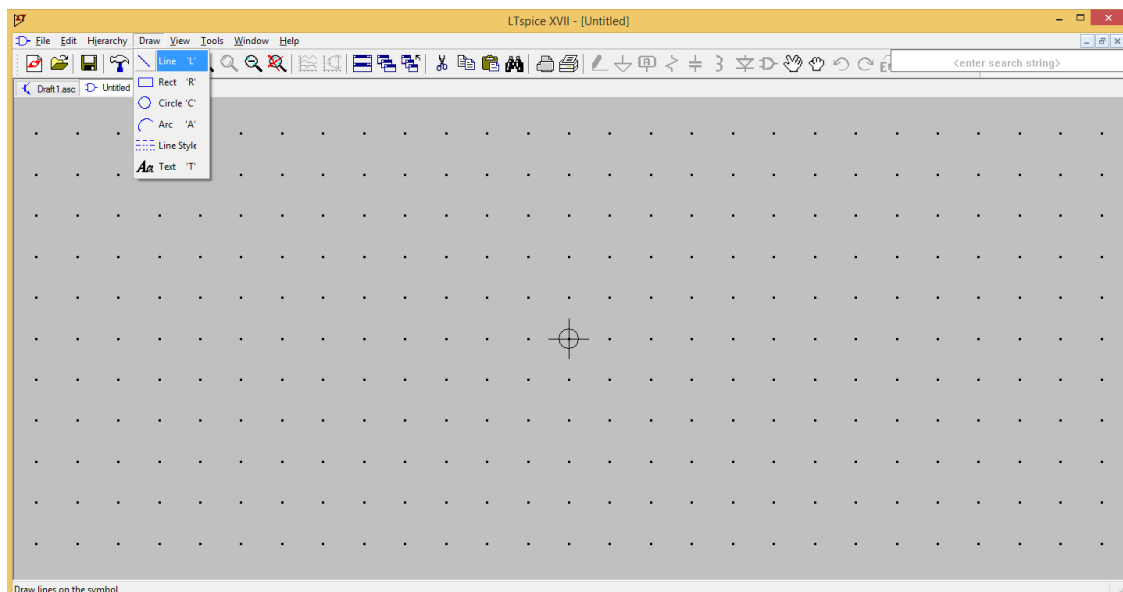 LTspice XVII - [Untitled]
File Edit Hierarchy Draw View Tools Window Help
<enter search string>
Draft1.asc Untitled
Line 'L'
Rect 'R'
Circle 'C'
Arc 'A'
Line Style
Aa Text 'T'
Draw lines on the symbol